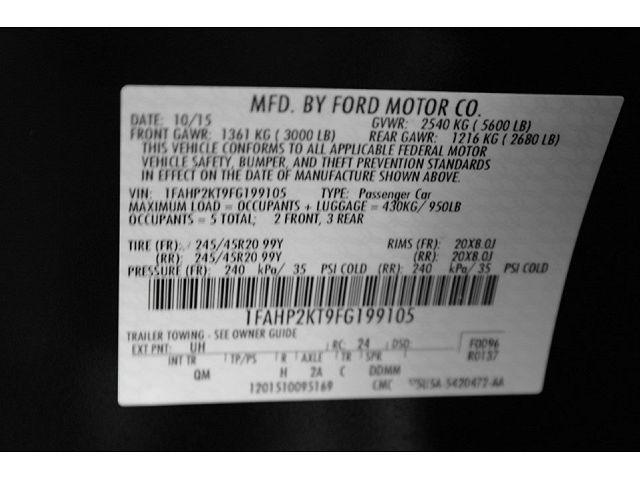 MFD. BY FORD MOTOR CO.
DATE: 10/15 GVWR: 2540 KG ( 5600 LB)
FRONT GAWR: 1361 KG ( 3000 LB) REAR GAWR: 1216 KG ( 2680 LB)
THIS VEHICLE CONFORMS TO ALL APPLICABLE FEDERAL MOTOR
VEHICLE SAFETY, BUMPER, AND THEFT PREVENTION STANDARDS
IN EFFECT ON THE DATE OF MANUFACTURE SHOWN ABOVE.
VIN: 1FAHP2KT9FG199105 TYPE: Passenger Car
MAXIMUM LOAD = OCCUPANTS + LUGGAGE = 430KG/ 950LB
OCCUPANTS = 5 TOTAL; 2 FRONT, 3 REAR
TIRE (FR): 245/45R20 99Y RIMS (FR): 20X8.0J
(RR): 245/45R20 99Y (RR): 20X8.0J
PRESSURE (FR): 240 kPa/ 35 PSI COLD (RR): 240 kPa/ 35 PSI COLD
1FAHP2KT9FG199105
TRAILER TOWING - SEE OWNER GUIDE
EXT PNT: UH RC: 24 DSO: F0096
R0137
INT TR TP/PS R AXLE TR SPR
QM H 2A C DDMM
1201510095169 CMC 5U5A-5420472-AA